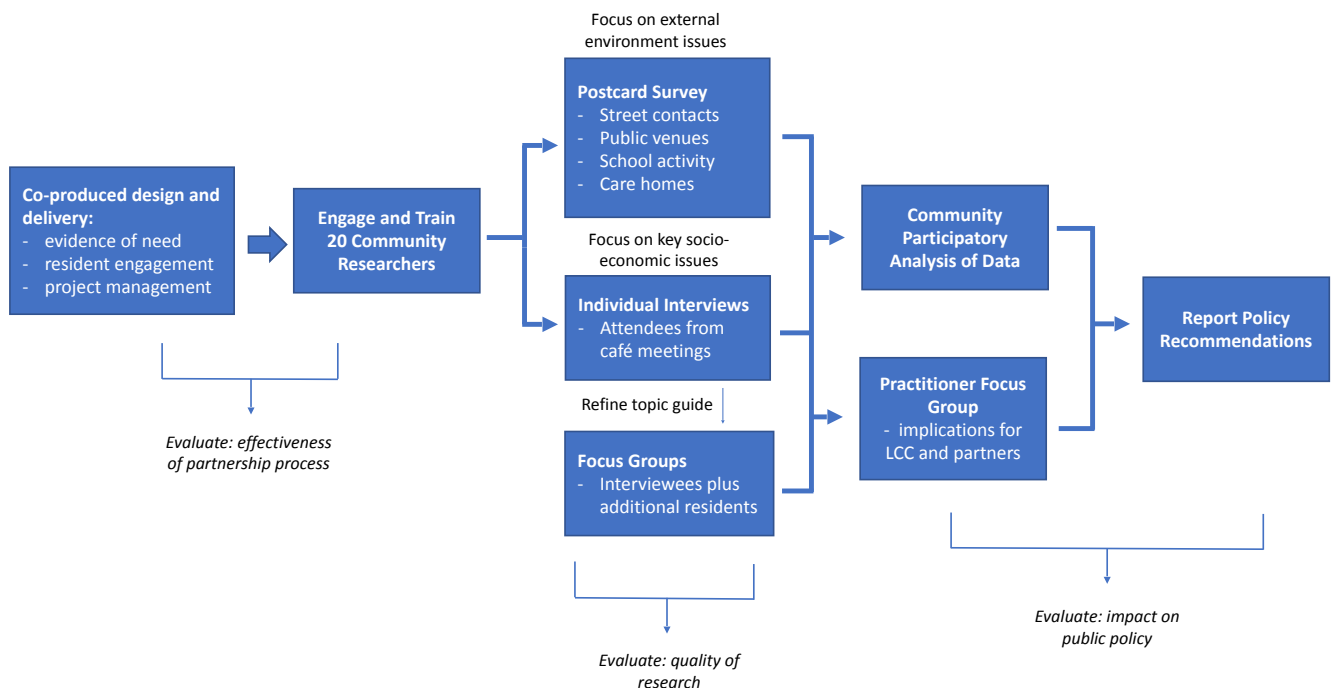 Co-produced design and
delivery:
- evidence of need
- resident engagement
- project management
Engage and Train
20 Community
Researchers
Evaluate: effectiveness
of partnership process
Focus on external
environment issues
Postcard Survey
- Street contacts
- Public venues
- School activity
- Care homes
Focus on key socio-
economic issues
Individual Interviews
- Attendees from
café meetings
Refine topic guide
Focus Groups
- Interviewees plus
additional residents
Evaluate: quality of
research
Community
Participatory
Analysis of Data
Practitioner Focus
Group
- implications for
LCC and partners
Report Policy
Recommendations
Evaluate: impact on
public policy